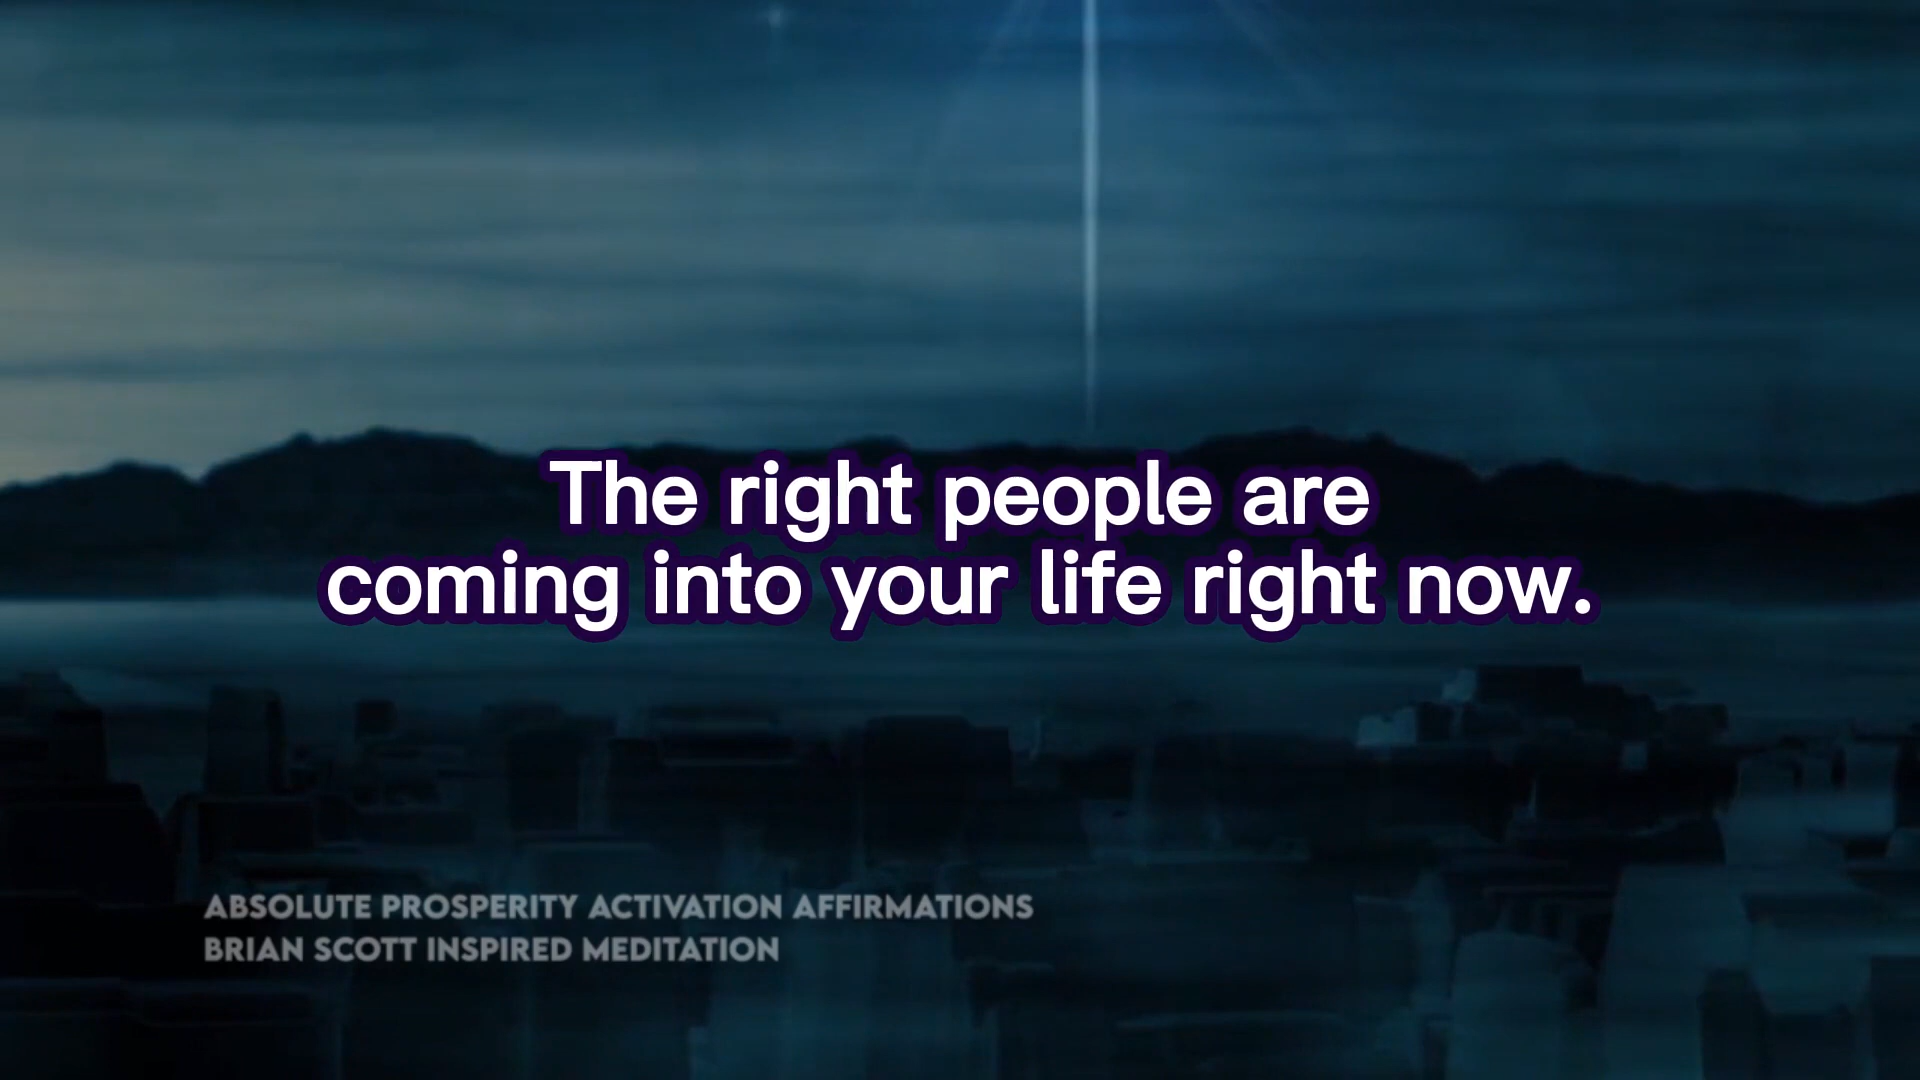 The right people are
coming into your life right now.
ABSOLUTE PROSPERITY ACTIVATION AFFIRMATIONS
BRIAN SCOTT INSPIRED MEDITATION